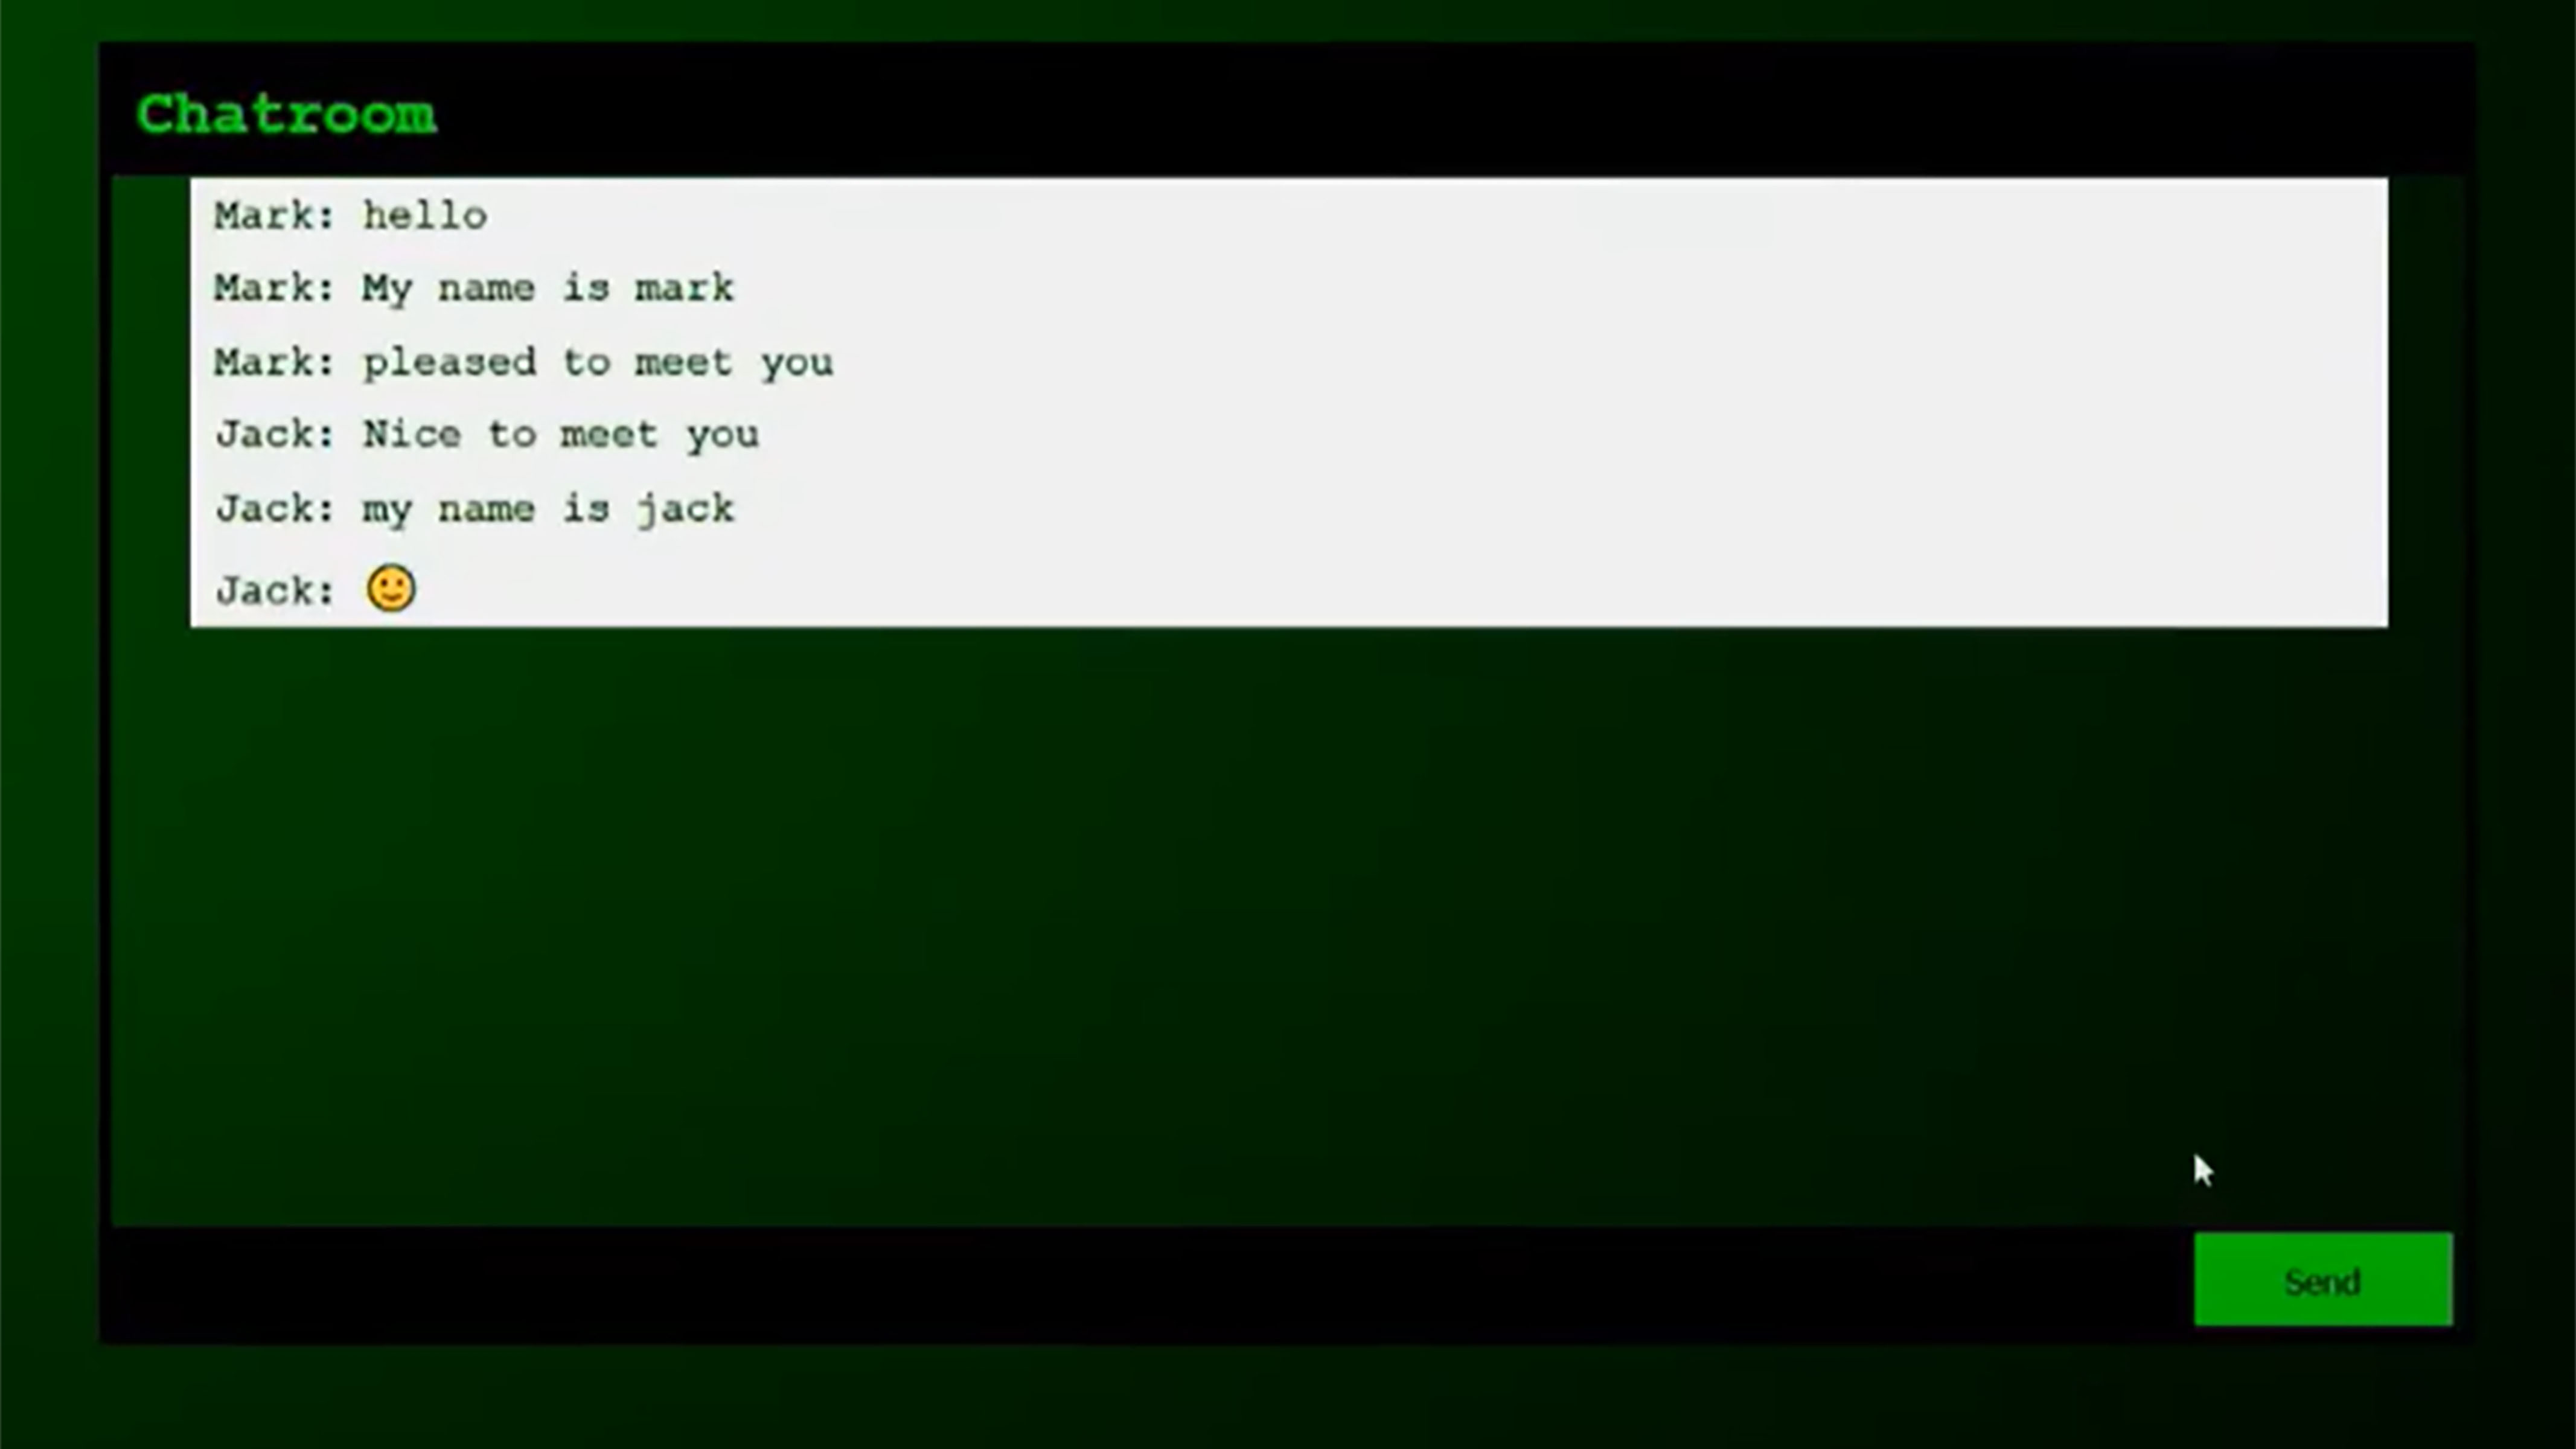 Chatroom
Mark: hello
Mark: My name is mark
Mark: pleased to meet you
Jack: Nice to meet you
Jack: my name is jack
Jack: 🙂
Send